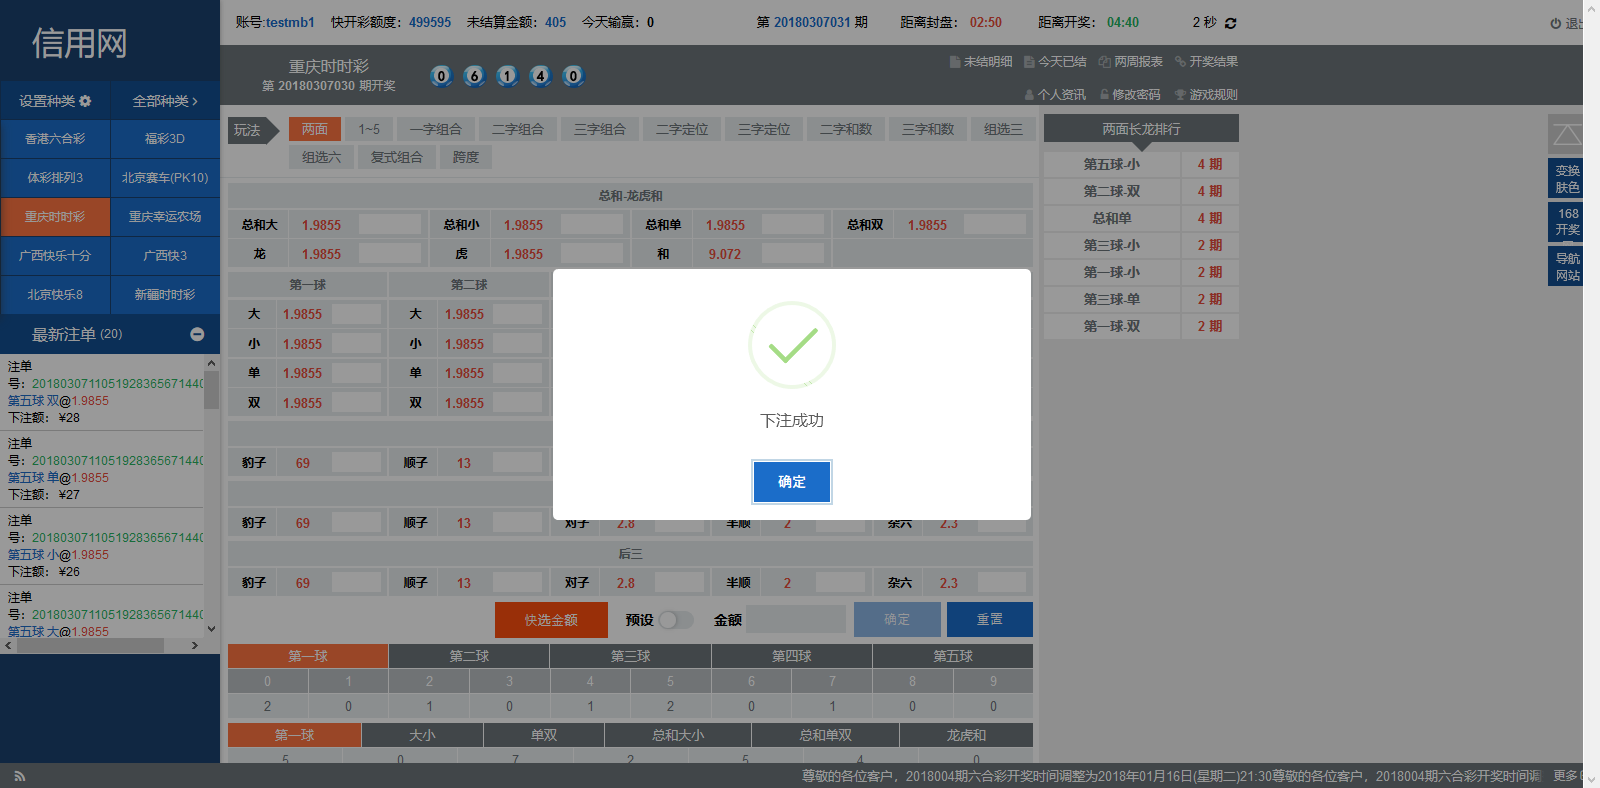 信用网
账号:testmb1 快开彩额度：499595 未结算金额：405 今天输赢：0 第 20180307031 期 距离封盘：02:50 距离开奖：04:40 2 秒
重庆时时彩
第 20180307030 期开奖
0 6 1 4 0
未结明细 今天已结 两周报表 开奖结果
个人资讯 修改密码 游戏规则
设置种类 全部种类
香港六合彩 福彩3D
体彩排列3 北京赛车(PK10)
重庆时时彩 重庆幸运农场
广西快乐十分 广西快3
北京快乐8 新疆时时彩
最新注单 (20)
注单
号：2018030711051928365671440
第五球 双@1.9855
下注额： ¥28
注单
号：2018030711051928365671440
第五球 单@1.9855
下注额： ¥27
注单
号：2018030711051928365671440
第五球 小@1.9855
下注额： ¥26
注单
号：2018030711051928365671440
第五球 大@1.9855
玩法 两面 1~5 一字组合 二字组合 三字组合 二字定位 三字定位 二字和数 三字和数 组选三
组选六 复式组合 跨度
总和-龙虎和
总和大 1.9855 总和小 1.9855 总和单 1.9855 总和双 1.9855
龙 1.9855 虎 1.9855 和 9.072
第一球 第二球
大 1.9855 大 1.9855
小 1.9855 小 1.9855
单 1.9855 单 1.9855
双 1.9855 双 1.9855
豹子 69 顺子 13
豹子 69 顺子 13 对子 2.8 半顺 2 杂六 2.3
后三
豹子 69 顺子 13 对子 2.8 半顺 2 杂六 2.3
下注成功
确定
快选金额 预设 金额 确定 重置
第一球 第二球 第三球 第四球 第五球
0 1 2 3 4 5 6 7 8 9
2 0 1 0 1 2 0 1 0 0
第一球 大小 单双 总和大小 总和单双 龙虎和
5 0 7 2 5 4 0
两面长龙排行
第五球-小 4 期
第二球-双 4 期
总和单 4 期
第三球-小 2 期
第一球-小 2 期
第三球-单 2 期
第一球-双 2 期
变换
肤色
168
开奖
导航
网站
尊敬的各位客户，2018004期六合彩开奖时间调整为2018年01月16日(星期二)21:30尊敬的各位客户，2018004期六合彩开奖时间调 更多